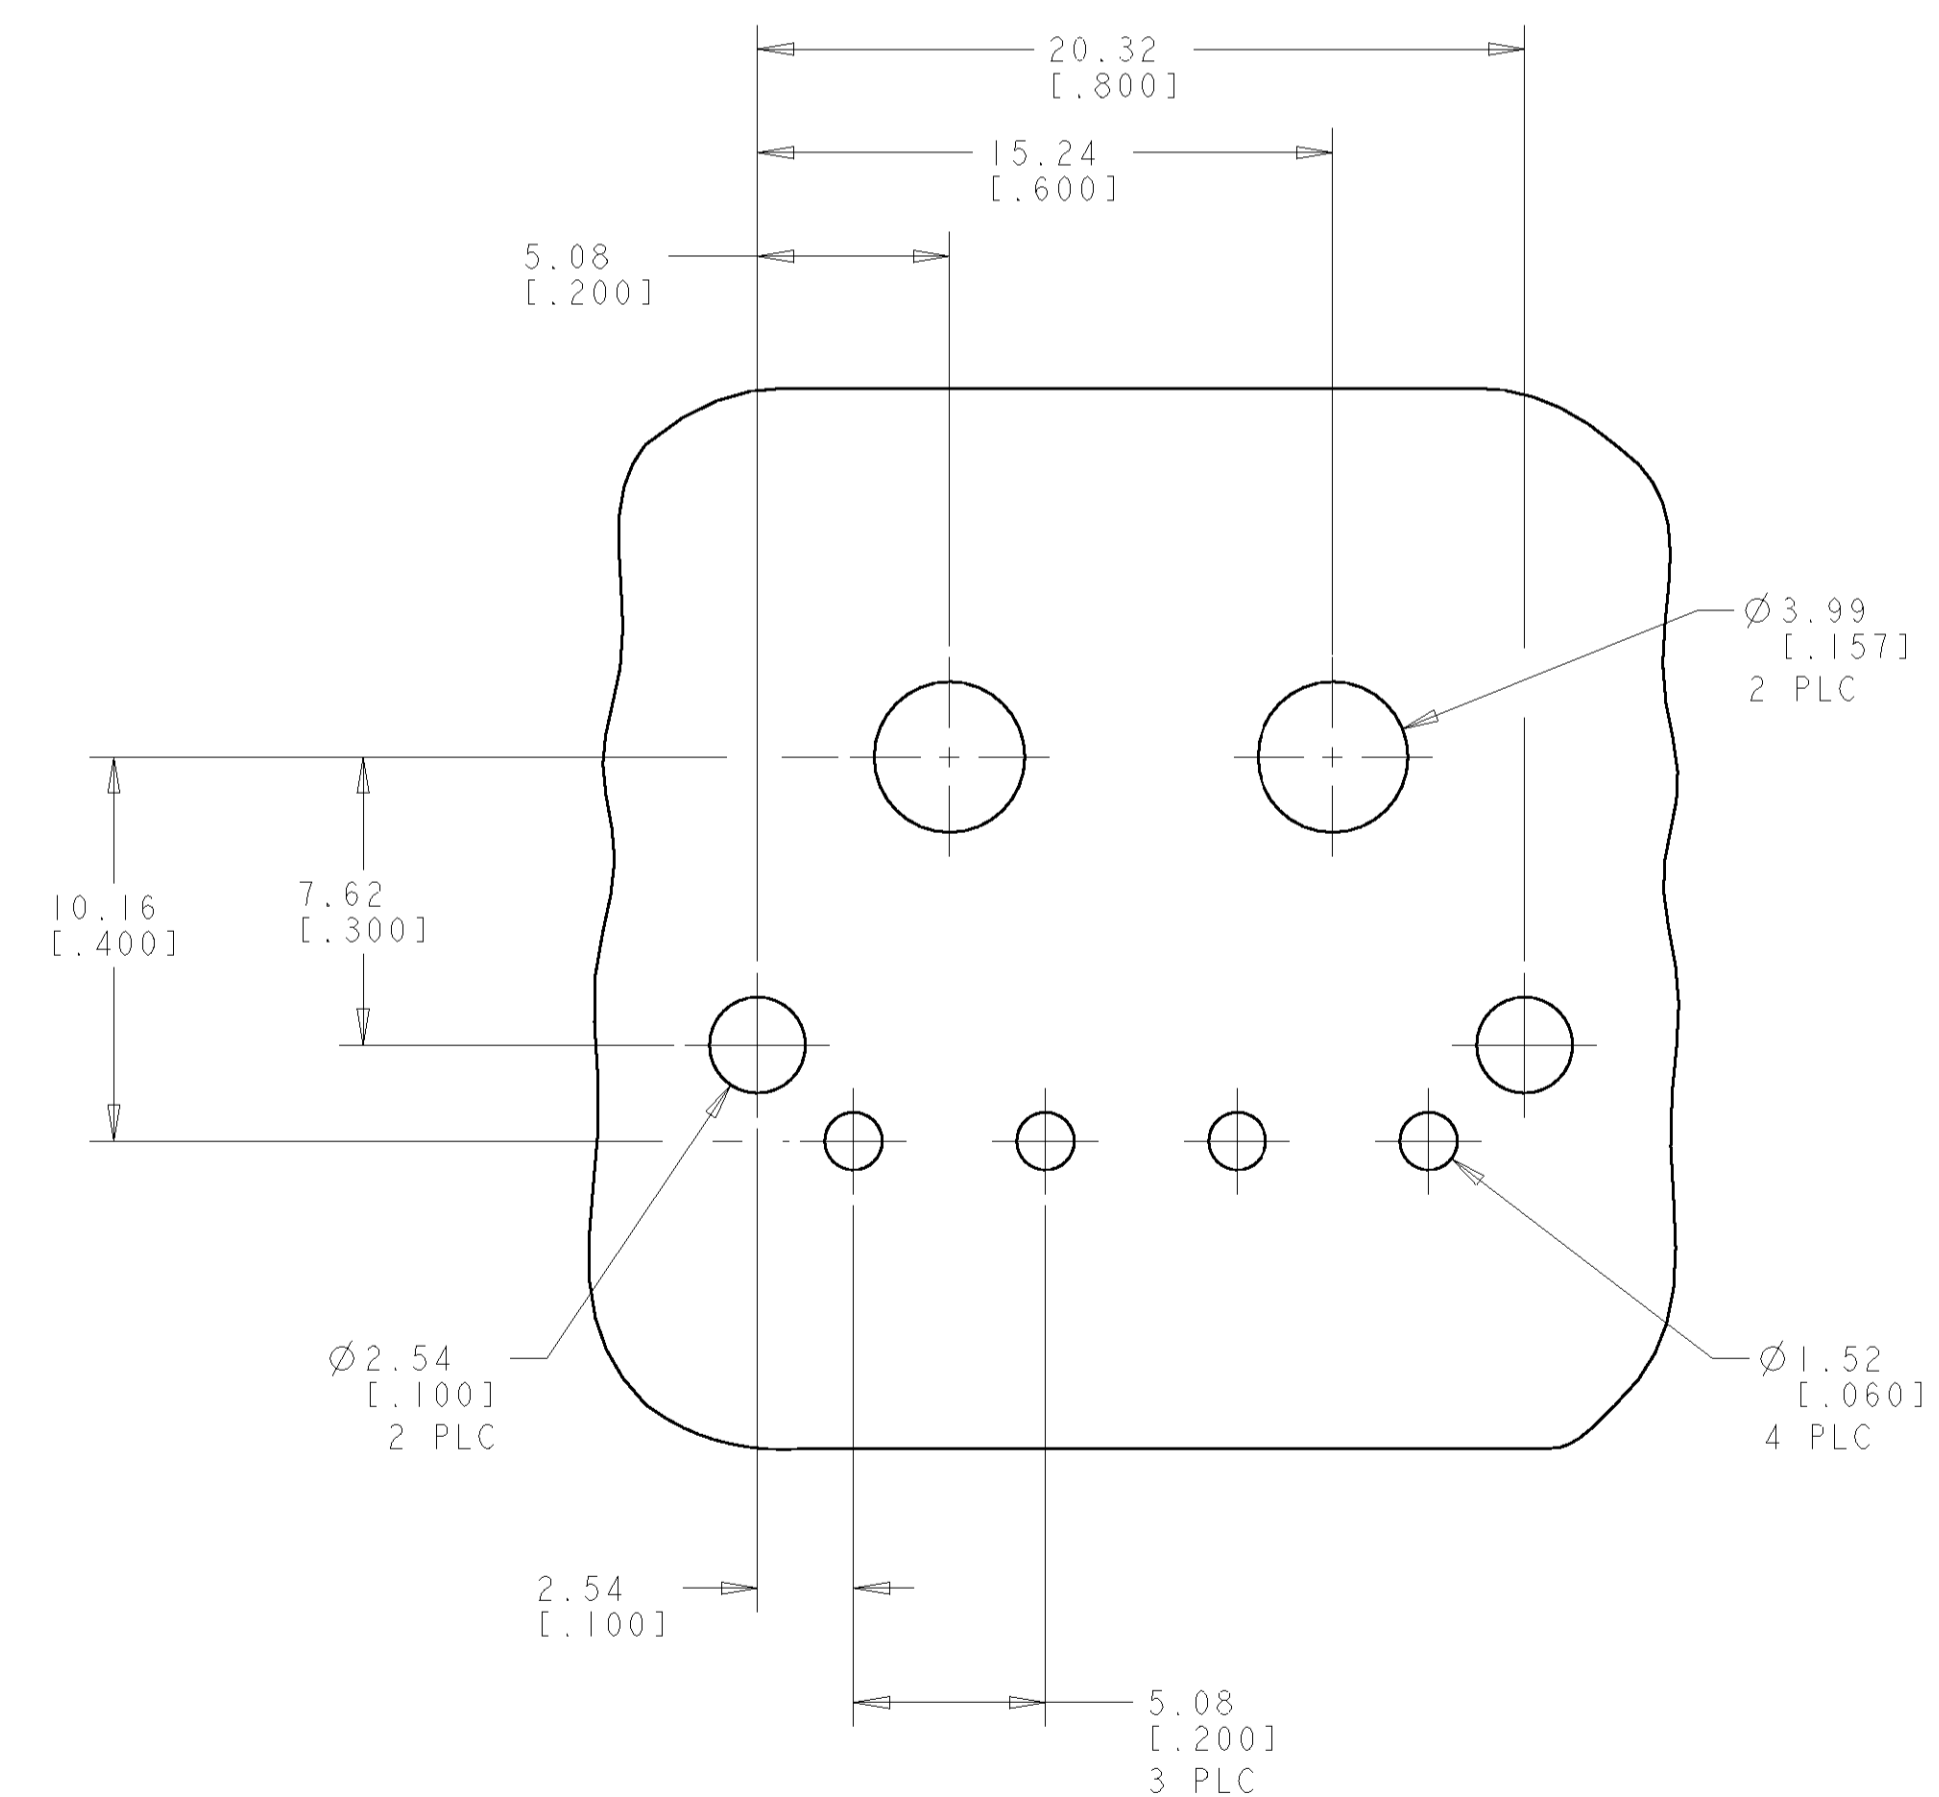 20.32
[.800]
15.24
[.600]
5.08
[.200]
Ø3.99
[.157]
2 PLC
10.16
[.400]
7.62
[.300]
Ø2.54
[.100]
2 PLC
Ø1.52
[.060]
4 PLC
2.54
[.100]
5.08
[.200]
3 PLC